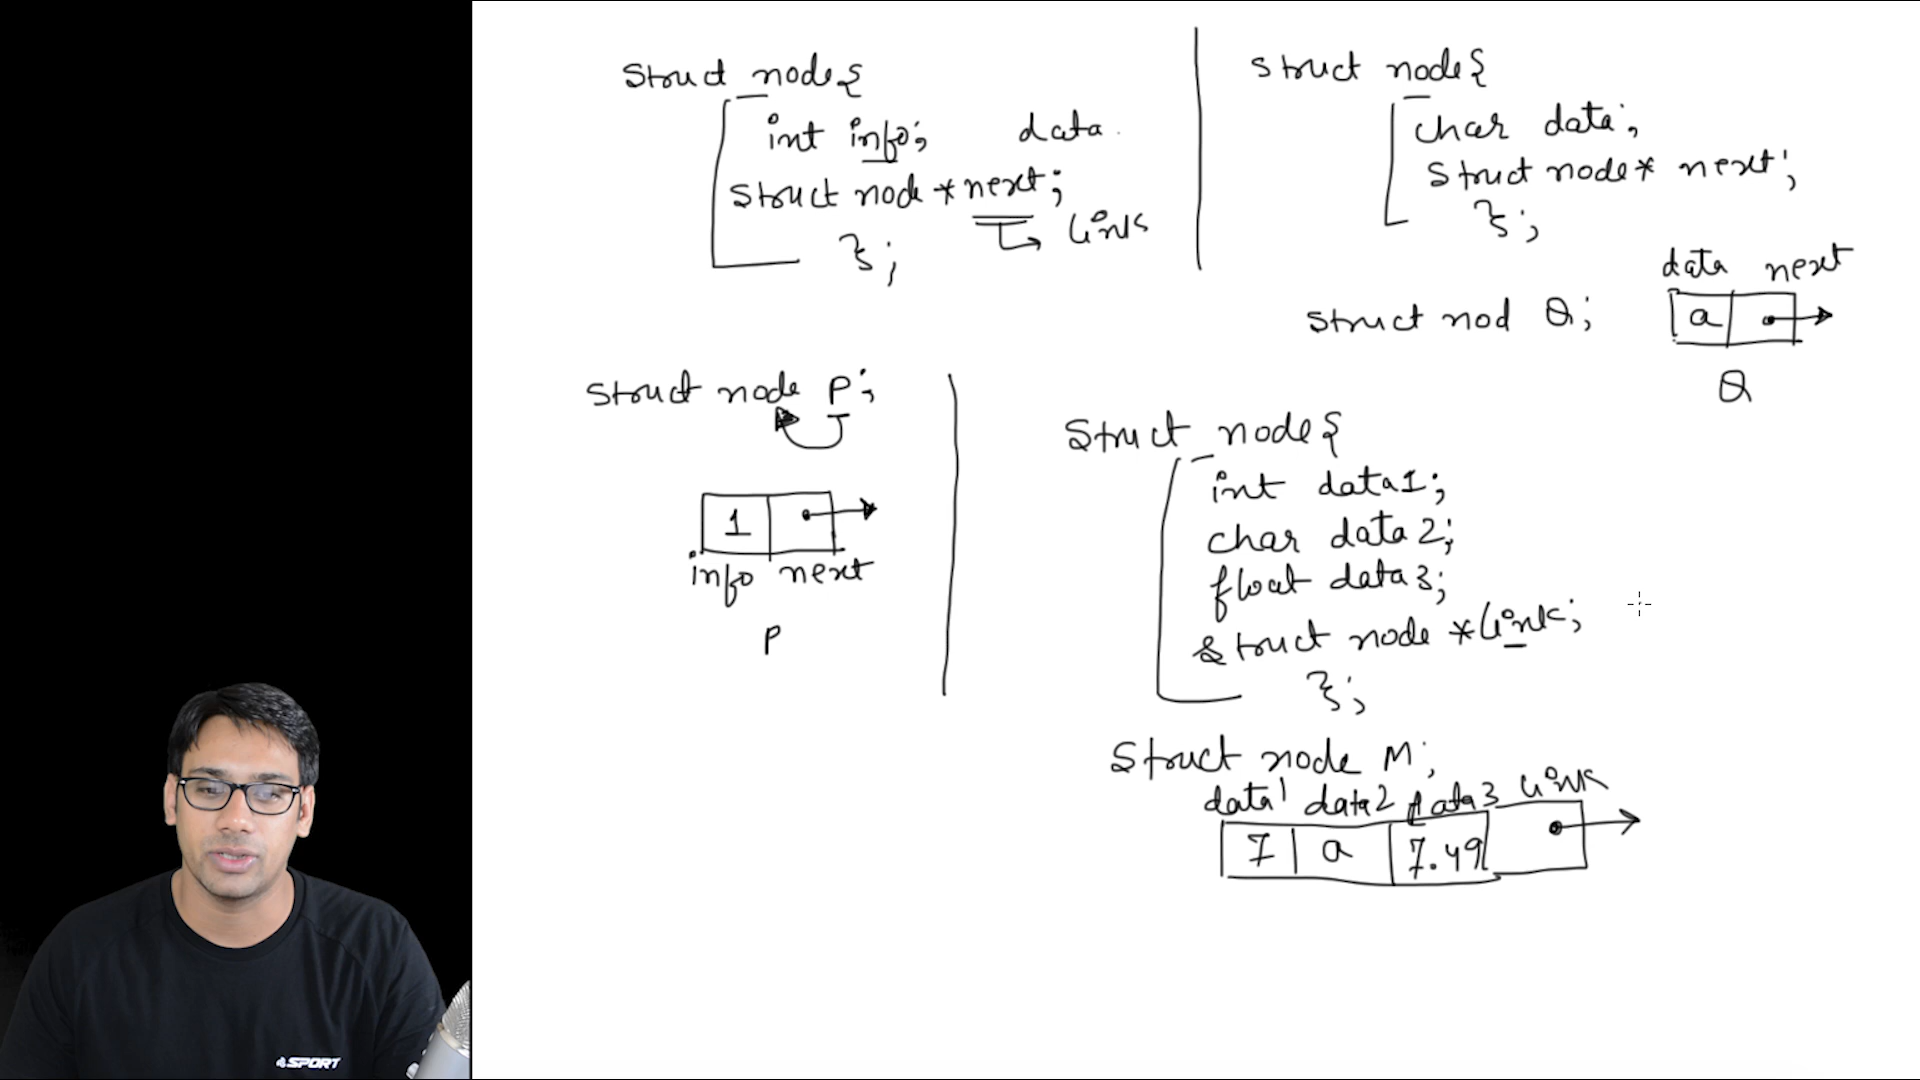 struct node{
int info;    data.
struct node *next;
link
};
struct node{
char data;
struct node* next;
};
data next
struct nod Q;
a
Q
struct node P;
1
info next
P
struct node{
int data1;
char data2;
float data3;
struct node *link;
};
struct node M;
data1 data2 data3 link
7 a 7.49
SPORT